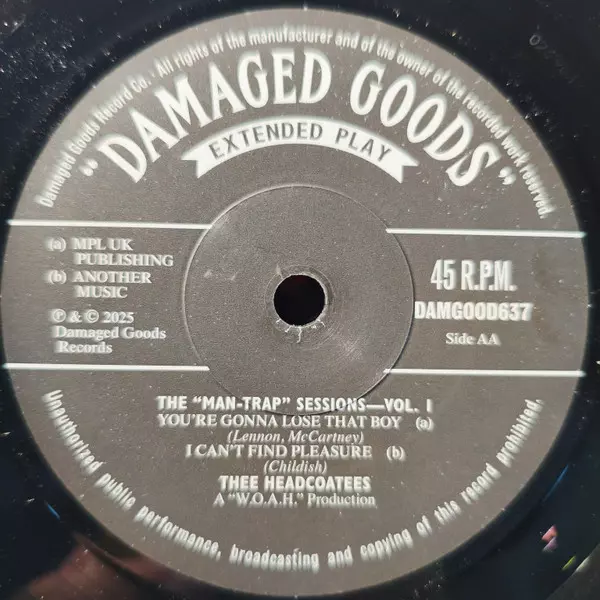 Damaged Goods Record Co. All rights of the manufacturer and of the owner of the recorded work reserved.
"DAMAGED GOODS"
EXTENDED PLAY
(a) MPL UK
PUBLISHING
(b) ANOTHER
MUSIC
℗ & © 2025
Damaged Goods
Records
45 R.P.M.
DAMGOOD637
Side AA
THE "MAN-TRAP" SESSIONS—VOL. 1
YOU'RE GONNA LOSE THAT BOY (a)
(Lennon, McCartney)
I CAN'T FIND PLEASURE (b)
(Childish)
THEE HEADCOATEES
A "W.O.A.H." Production
Unauthorized public performance, broadcasting and copying of this record prohibited.